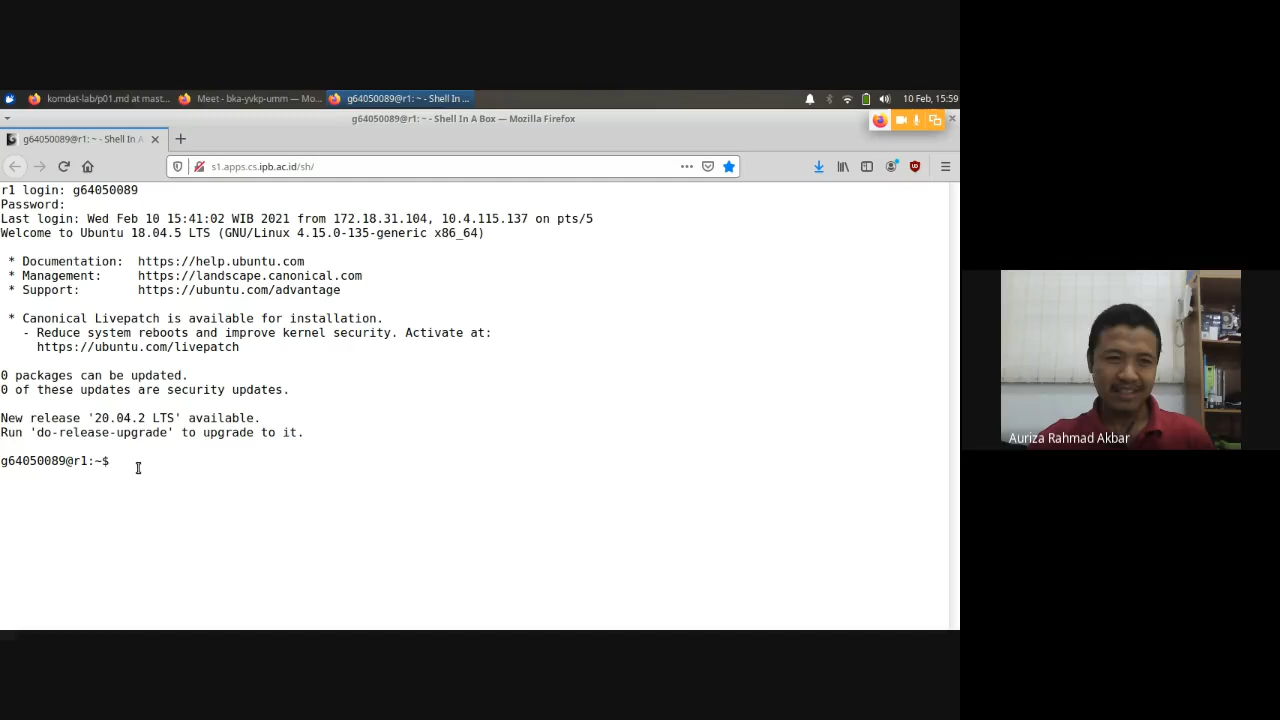 komdat-lab/p01.md at mast...
Meet - bka-yvkp-umm — Mo...
g64050089@r1: ~ - Shell In ...
10 Feb, 15:59
g64050089@r1: ~ - Shell In A Box — Mozilla Firefox
g64050089@r1: ~ - Shell In A
s1.apps.cs.ipb.ac.id/sh/
r1 login: g64050089
Password:
Last login: Wed Feb 10 15:41:02 WIB 2021 from 172.18.31.104, 10.4.115.137 on pts/5
Welcome to Ubuntu 18.04.5 LTS (GNU/Linux 4.15.0-135-generic x86_64)
* Documentation: https://help.ubuntu.com
* Management: https://landscape.canonical.com
* Support: https://ubuntu.com/advantage
* Canonical Livepatch is available for installation.
- Reduce system reboots and improve kernel security. Activate at:
https://ubuntu.com/livepatch
0 packages can be updated.
0 of these updates are security updates.
New release '20.04.2 LTS' available.
Run 'do-release-upgrade' to upgrade to it.
g64050089@r1:~$
Auriza Rahmad Akbar